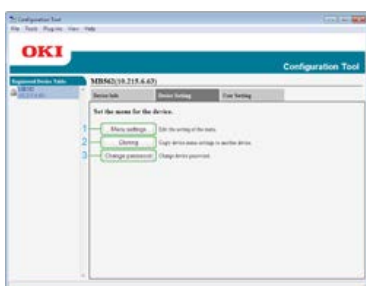 Configuration Tool
File Tools Plug-ins View Help
OKI
Configuration Tool
Registered Device Table
MB562(10.215.6.63)
Device Info Device Setting User Setting
Set the menu for the device.
1 Menu settings Edit the setting of the menu.
2 Cloning Copy device menu settings to another device.
3 Change password Change device password.